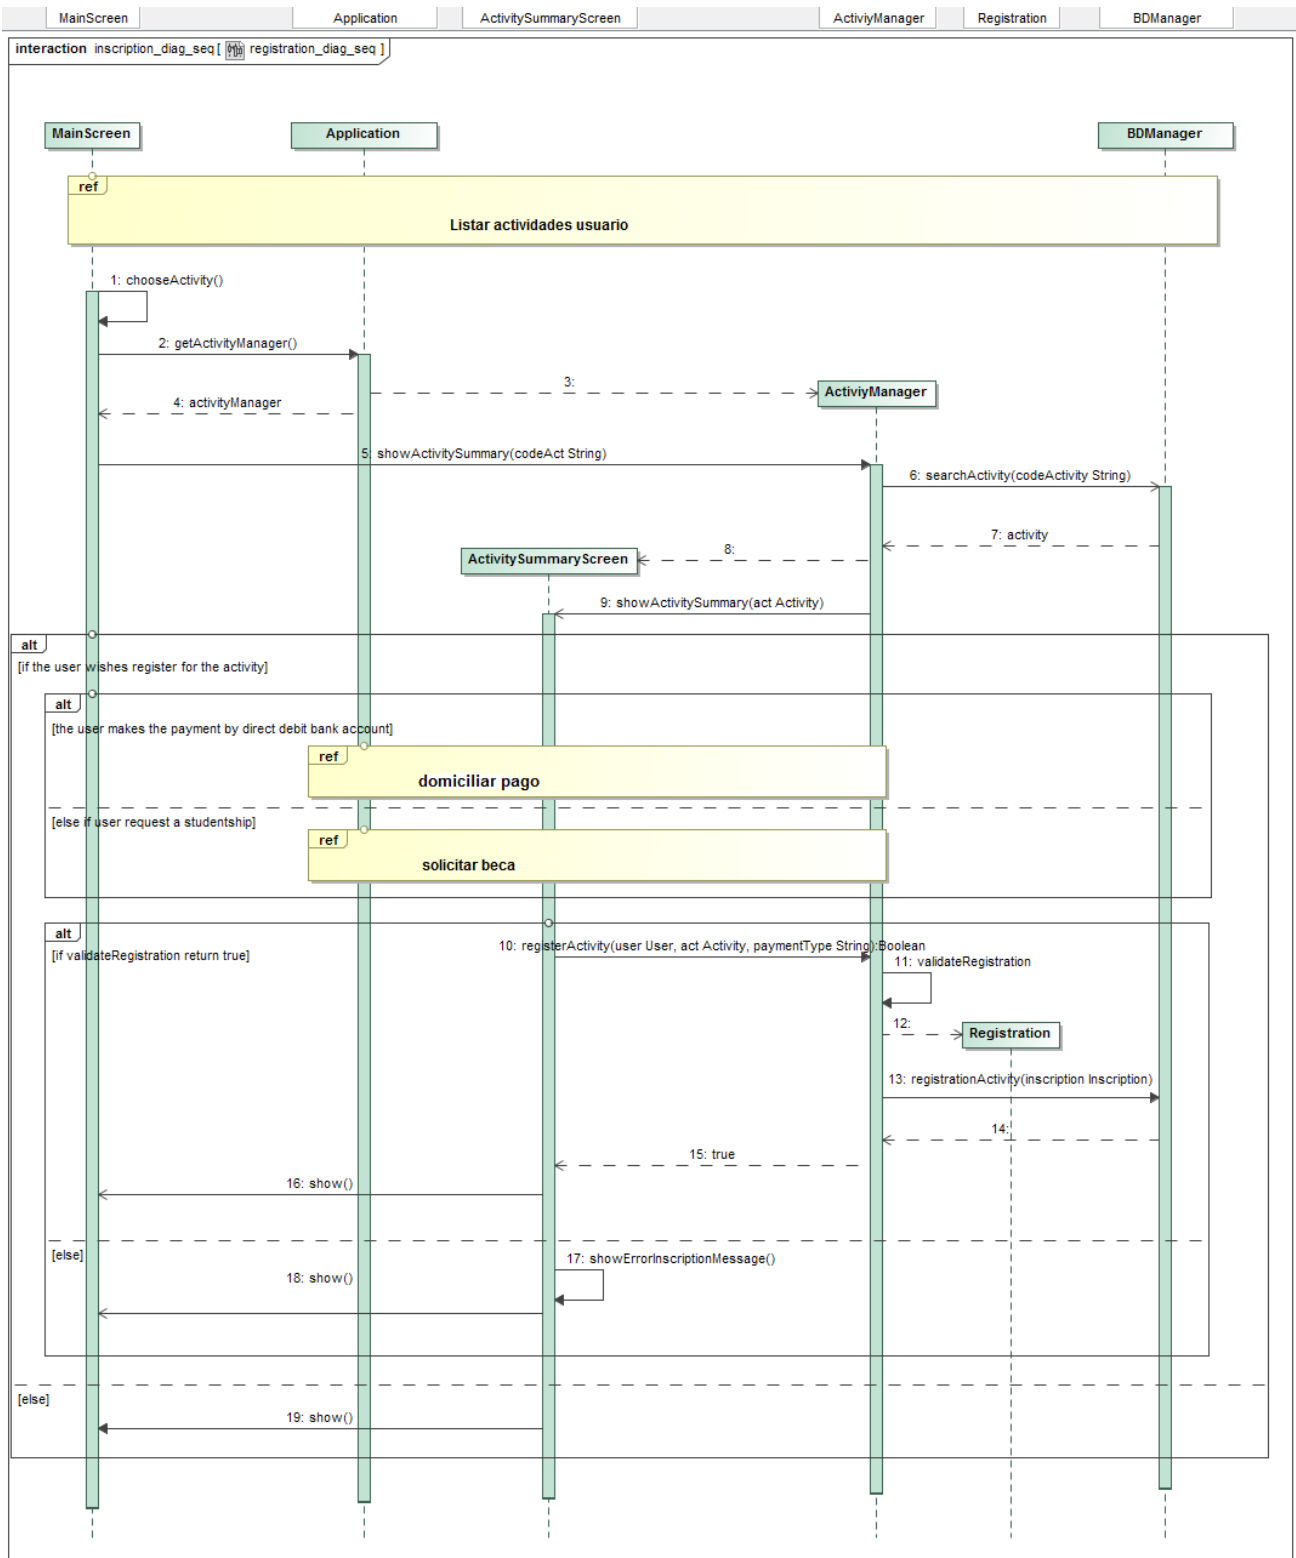 MainScreen Application ActivitySummaryScreen ActiviyManager Registration BDManager
interaction inscription_diag_seq[ registration_diag_seq ]
MainScreen Application BDManager
ref
Listar actividades usuario
1: chooseActivity()
2: getActivityManager()
3:
ActiviyManager
4: activityManager
5: showActivitySummary(codeAct String)
6: searchActivity(codeActivity String)
7: activity
8:
ActivitySummaryScreen
9: showActivitySummary(act Activity)
alt
[if the user wishes register for the activity]
alt
[the user makes the payment by direct debit bank account]
ref
domiciliar pago
[else if user request a studentship]
ref
solicitar beca
alt
10: registerActivity(user User, act Activity, paymentType String):Boolean
[if validateRegistration return true]
11: validateRegistration
12:
Registration
13: registrationActivity(inscription Inscription)
14:
15: true
16: show()
[else]
17: showErrorInscriptionMessage()
18: show()
[else]
19: show()